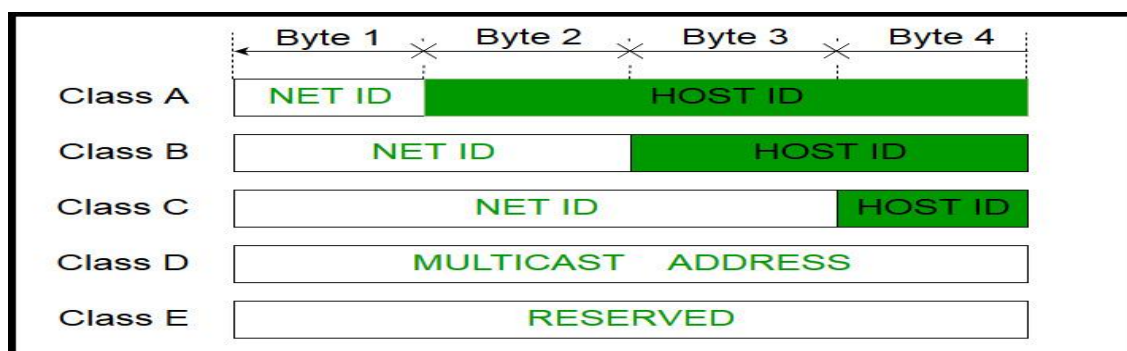 Byte 1 Byte 2 Byte 3 Byte 4
Class A NET ID HOST ID
Class B NET ID HOST ID
Class C NET ID HOST ID
Class D MULTICAST ADDRESS
Class E RESERVED